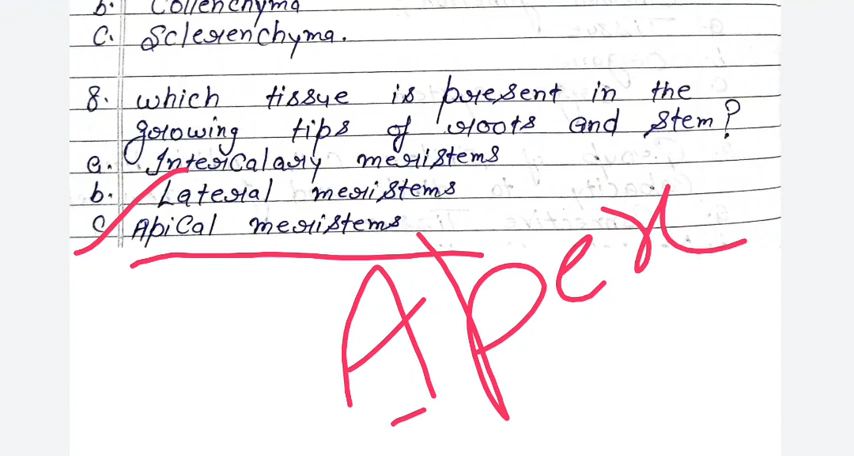 b. Collenchyma
c. Sclerenchyma.
8. which tissye is present in the
growing tips of roots and stem?
a. Intercalary meristems
b. Lateral meristems
c Apical meristems
Apex